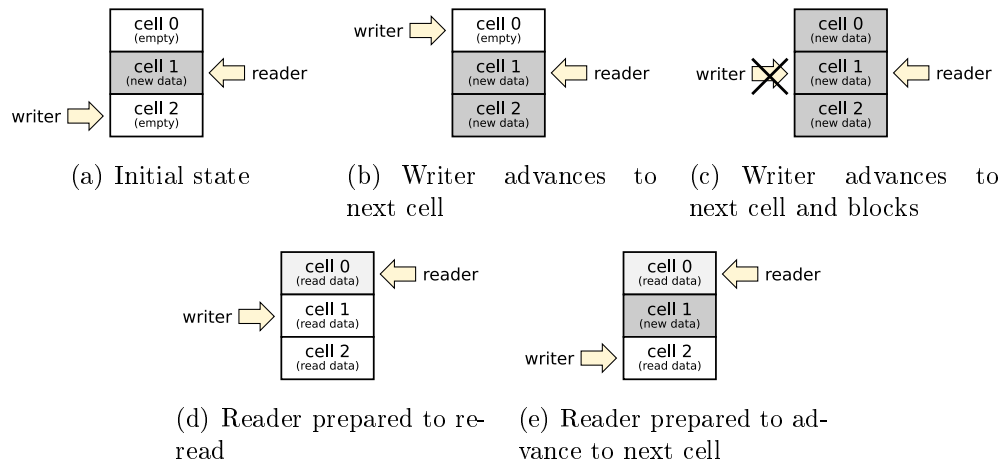 cell 0
(empty)
cell 1
(new data)
cell 2
(empty)
writer
reader
(a) Initial state
cell 0
(empty)
cell 1
(new data)
cell 2
(new data)
writer
reader
(b) Writer advances to
next cell
cell 0
(new data)
cell 1
(new data)
cell 2
(new data)
writer
reader
(c) Writer advances to
next cell and blocks
cell 0
(read data)
cell 1
(read data)
cell 2
(read data)
writer
reader
(d) Reader prepared to re-
read
cell 0
(read data)
cell 1
(new data)
cell 2
(read data)
writer
reader
(e) Reader prepared to ad-
vance to next cell